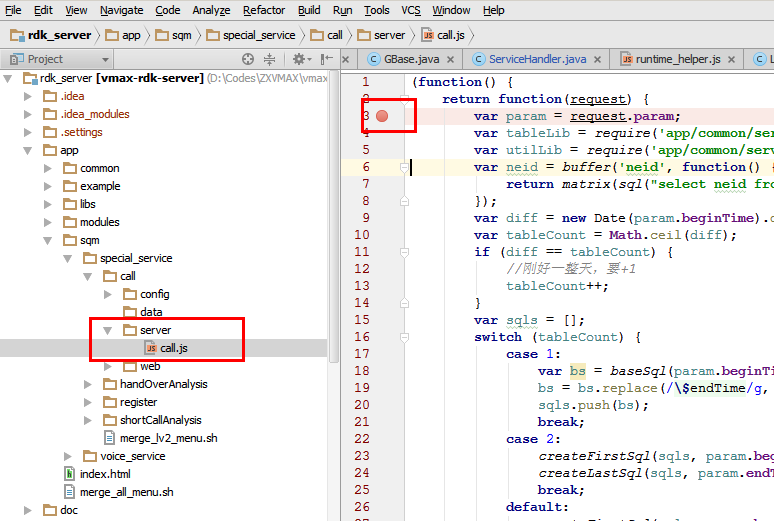 File Edit View Navigate Code Analyze Refactor Build Run Tools VCS Window Help
rdk_server app sqm special_service call server call.js
Project
GBase.java ServiceHandler.java runtime_helper.js
rdk_server [vmax-rdk-server] (D:\Codes\ZXVMAX\vmax
.idea
.idea_modules
.settings
app
common
example
libs
modules
sqm
special_service
call
config
data
server
call.js
web
handOverAnalysis
register
shortCallAnalysis
merge_lv2_menu.sh
voice_service
index.html
merge_all_menu.sh
doc
1 (function() {
2 return function(request) {
3 var param = request.param;
4 var tableLib = require('app/common/ser
5 var utilLib = require('app/common/serv
6 var neid = buffer('neid', function() {
7 return matrix(sql("select neid fro
8 });
9 var diff = new Date(param.beginTime).
10 var tableCount = Math.ceil(diff);
11 if (diff == tableCount) {
12 //刚好一整天，要+1
13 tableCount++;
14 }
15 var sqls = [];
16 switch (tableCount) {
17 case 1:
18 var bs = baseSql(param.beginTi
19 bs = bs.replace(/\$endTime/g,
20 sqls.push(bs);
21 break;
22 case 2:
23 createFirstSql(sqls, param.beg
24 createLastSql(sqls, param.endT
25 break;
26 default: